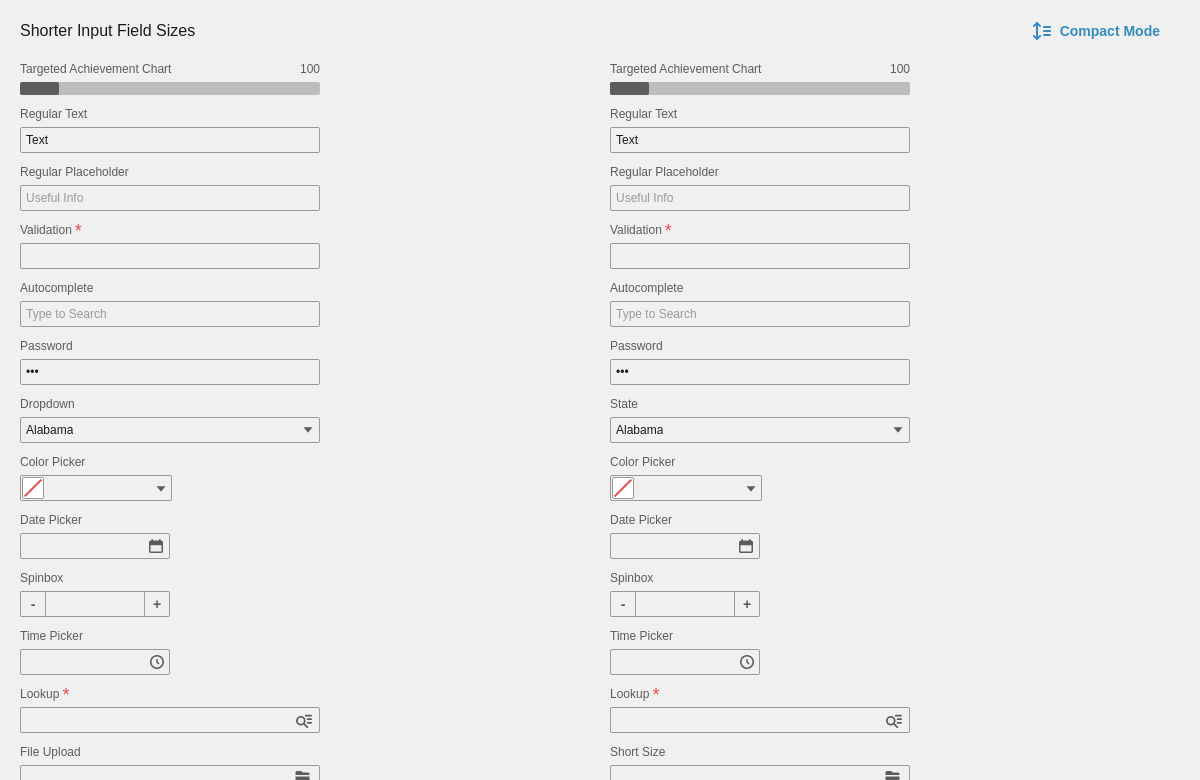 Shorter Input Field Sizes
Compact Mode
Targeted Achievement Chart 100
Regular Text
Text
Regular Placeholder
Useful Info
Validation *
Autocomplete
Type to Search
Password
•••
Dropdown
Alabama
Color Picker
Date Picker
Spinbox
- +
Time Picker
Lookup *
File Upload
Targeted Achievement Chart 100
Regular Text
Text
Regular Placeholder
Useful Info
Validation *
Autocomplete
Type to Search
Password
•••
State
Alabama
Color Picker
Date Picker
Spinbox
- +
Time Picker
Lookup *
Short Size